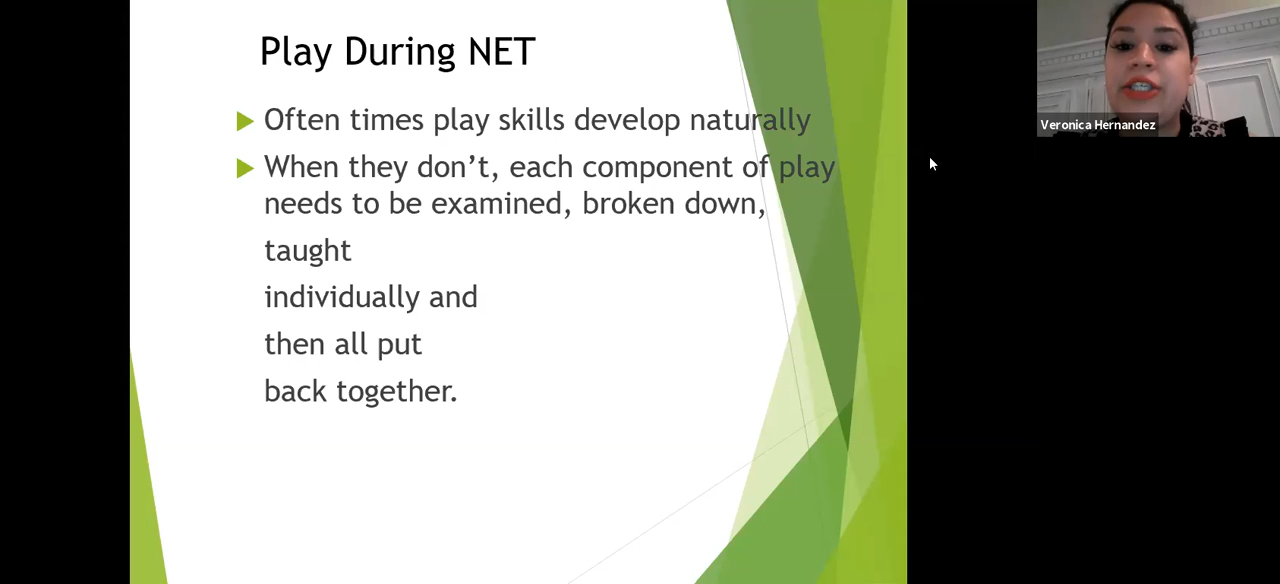 Play During NET
Often times play skills develop naturally
When they don’t, each component of play
needs to be examined, broken down,
taught
individually and
then all put
back together.
Veronica Hernandez